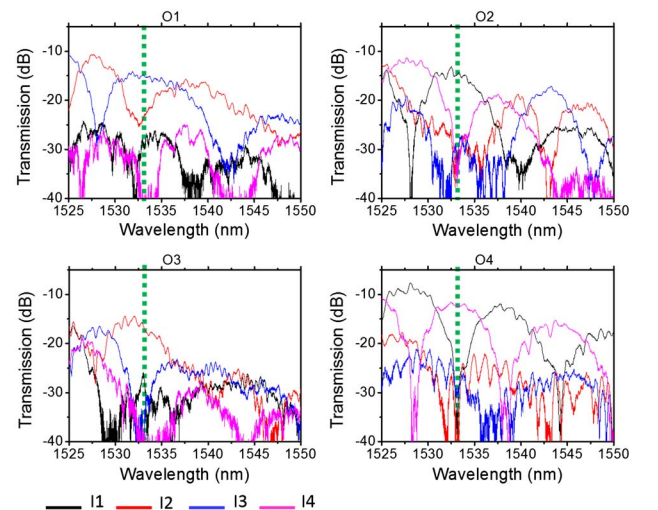 O1
O2
Transmission (dB)
-10
-20
-30
-40
1525 1530 1535 1540 1545 1550
Wavelength (nm)
Transmission (dB)
-10
-20
-30
-40
1525 1530 1535 1540 1545 1550
Wavelength (nm)
O3
O4
Transmission (dB)
-10
-20
-30
-40
1525 1530 1535 1540 1545 1550
Wavelength (nm)
Transmission (dB)
-10
-20
-30
-40
1525 1530 1535 1540 1545 1550
Wavelength (nm)
I1 I2 I3 I4